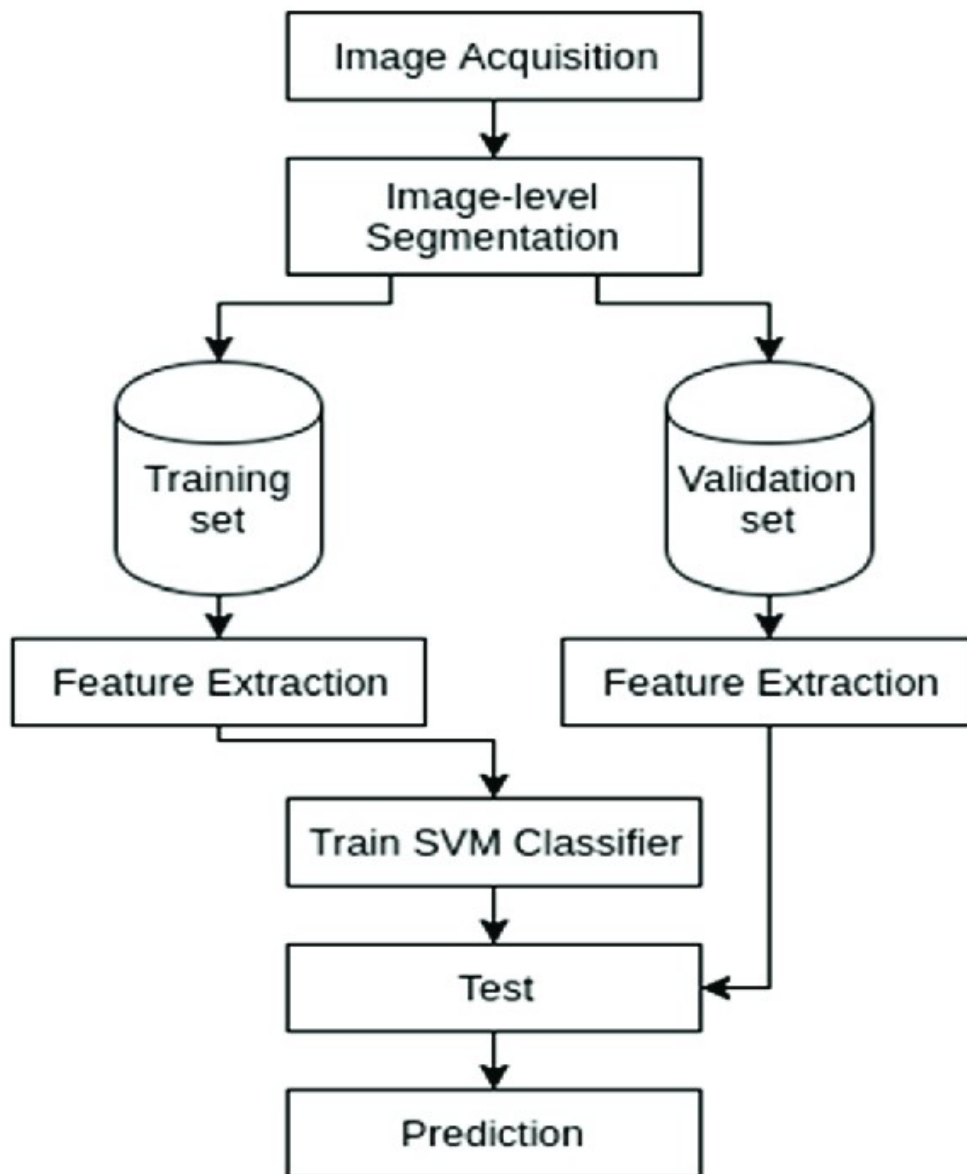 Image Acquisition
Image-level
Segmentation
Training
set
Validation
set
Feature Extraction
Feature Extraction
Train SVM Classifier
Test
Prediction